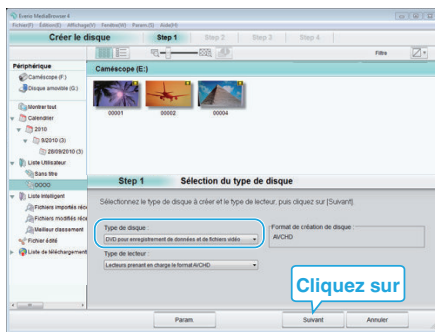 Everio MediaBrowser 4
Fichier(F) Édition(E) Affichage(V) Fenêtre(W) Param(S) Aide(H)
Créer le disque Step 1 Step 2 Step 3 Step 4
Filtre
Périphérique
Caméscope (F:)
Disque amovible (G:)
Montrer tout
Calendrier
2010
9/2010 (3)
28/09/2010 (3)
Liste Utilisateur
Sans titre
OOOO
Liste Intelligent
Fichiers importés réce
Fichiers modifiés réce
Meilleur classement
Fichier édité
Liste de téléchargement
Caméscope (E:)
00001 00002 00004
Step 1 Sélection du type de disque
Sélectionnez le type de disque à créer et le type de lecteur, puis cliquez sur [Suivant].
Type de disque :
DVD pour enregistrement de données et de fichiers vidéo
Format de création de disque :
AVCHD
Type de lecteur :
Lecteurs prenant en charge le format AVCHD
Cliquez sur
Param. Suivant Annuler